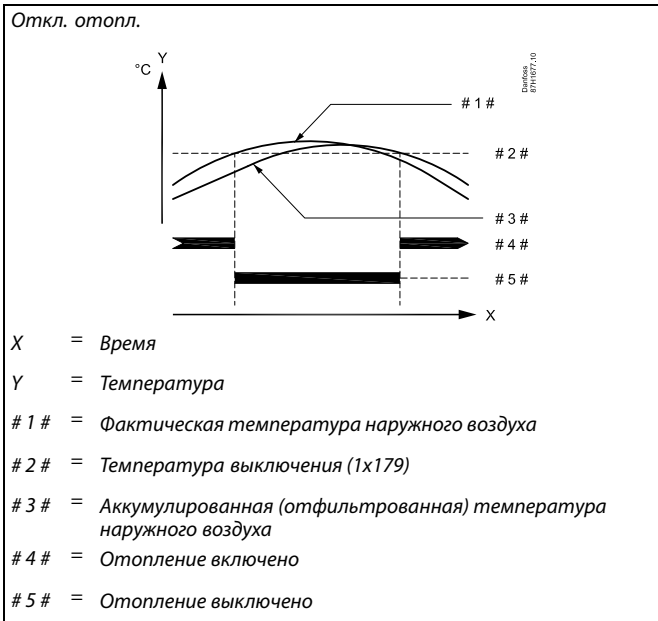 Откл. отопл.
Y
°C
Danfoss
87H1677.10
# 1 #
# 2 #
# 3 #
# 4 #
# 5 #
X
X = Время
Y = Температура
# 1 # = Фактическая температура наружного воздуха
# 2 # = Температура выключения (1x179)
# 3 # = Аккумулированная (отфильтрованная) температура
наружного воздуха
# 4 # = Отопление включено
# 5 # = Отопление выключено